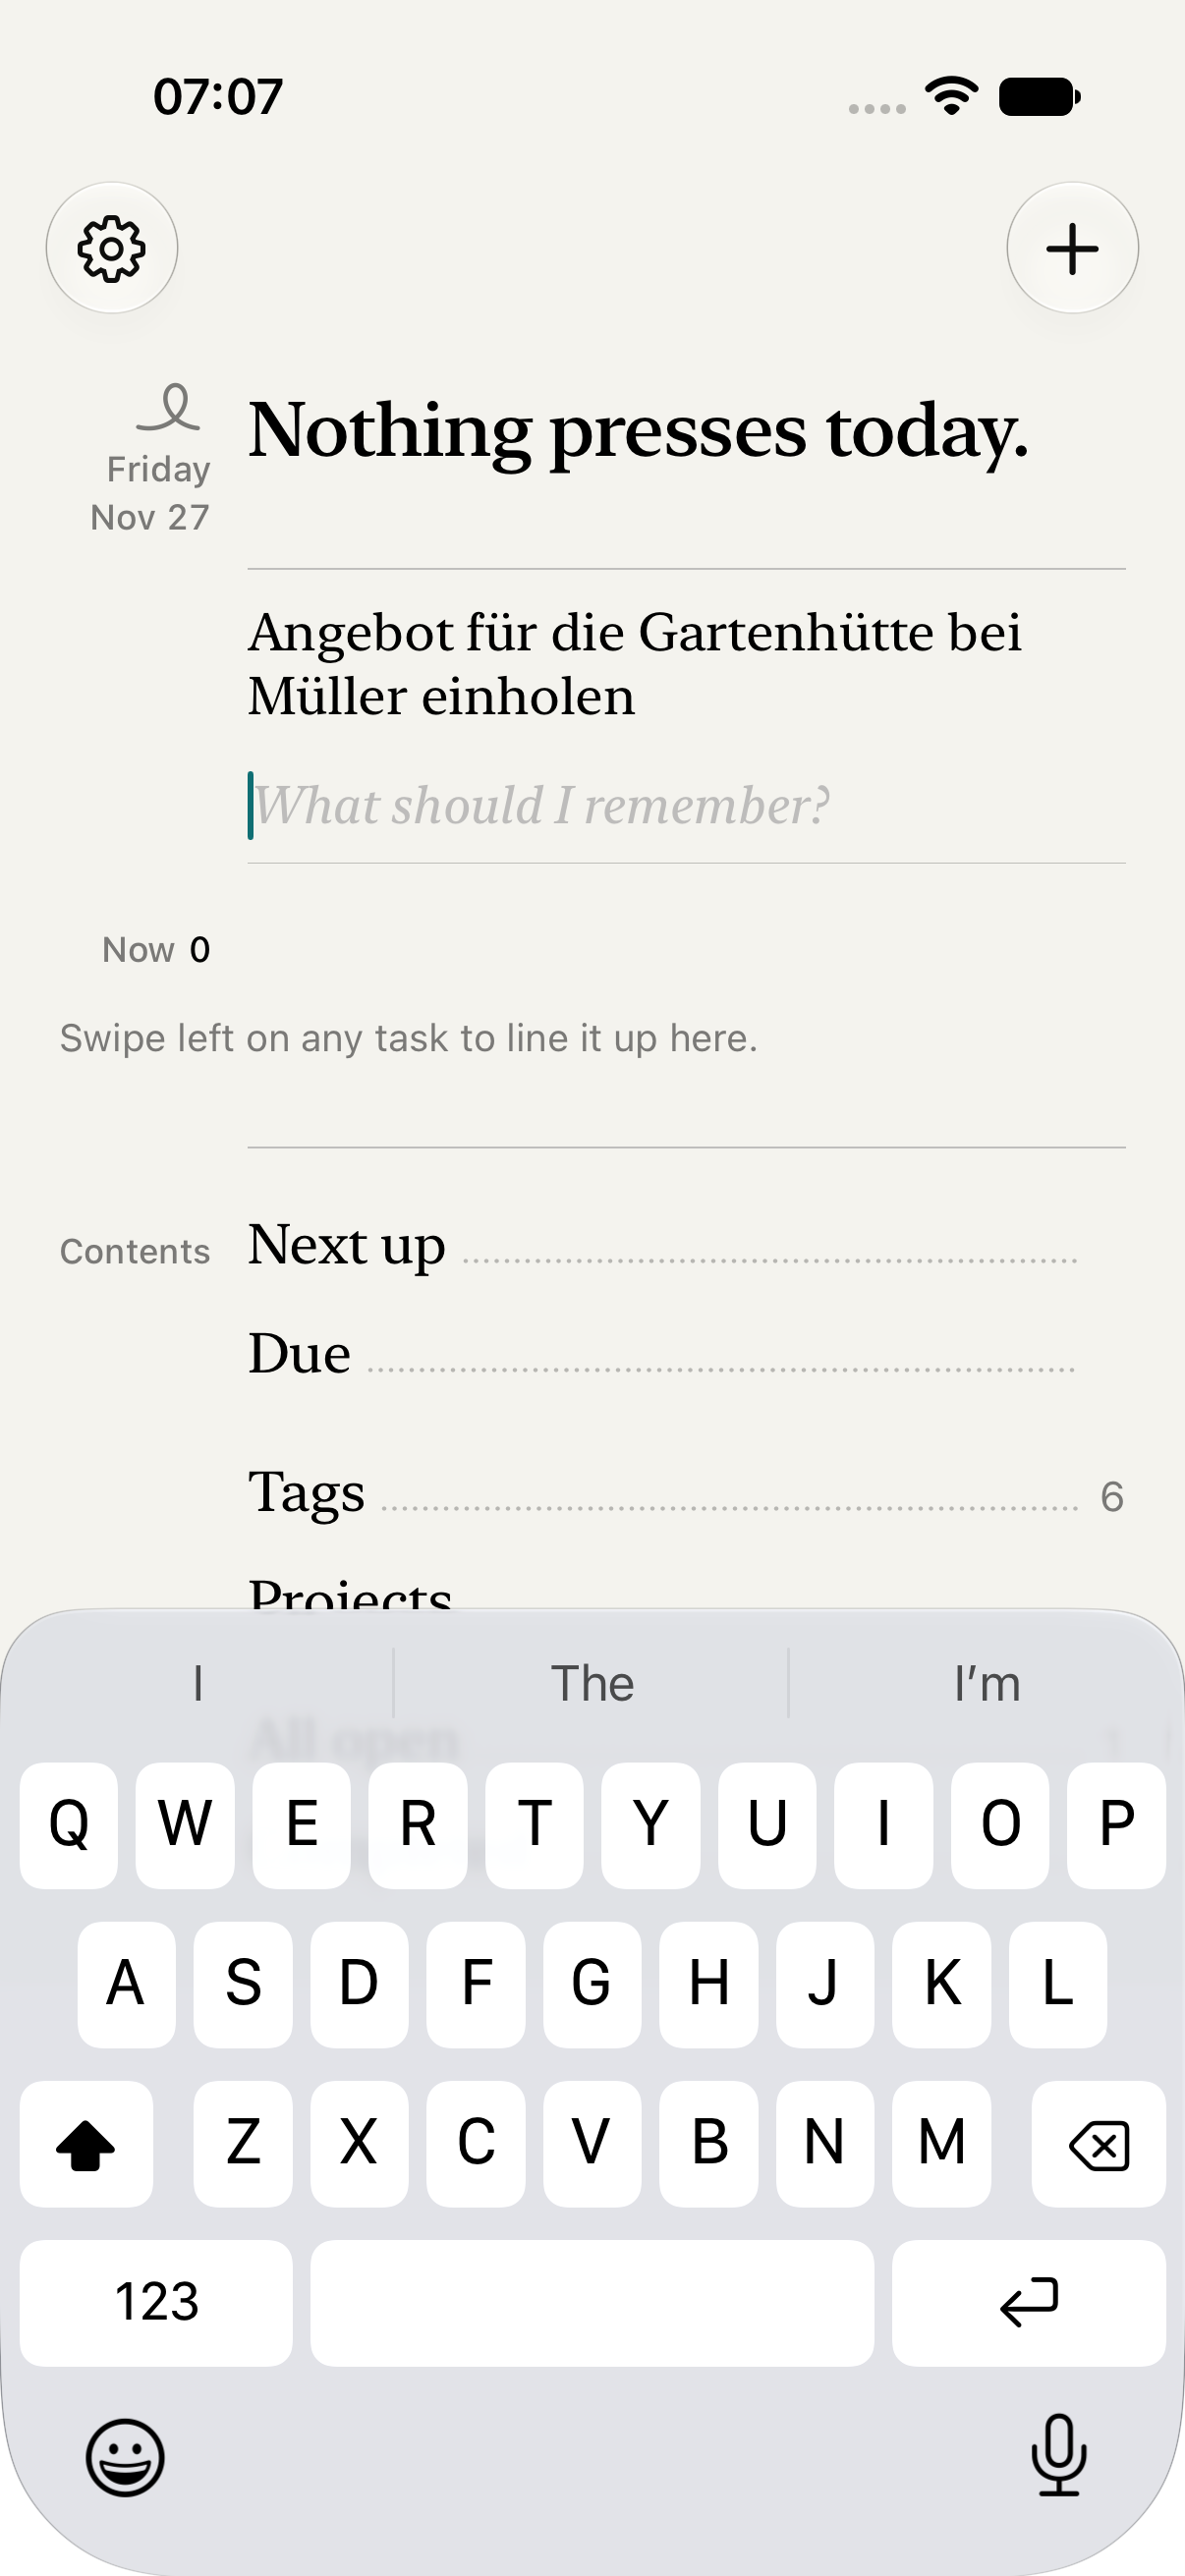 07:07
Nothing presses today.
Friday
Nov 27
Angebot für die Gartenhütte bei
Müller einholen
What should I remember?
Now 0
Swipe left on any task to line it up here.
Contents
Next up
Due
Tags 6
Projects
I The I'm
All open
Q W E R T Y U I O P
A S D F G H J K L
Z X C V B N M
123